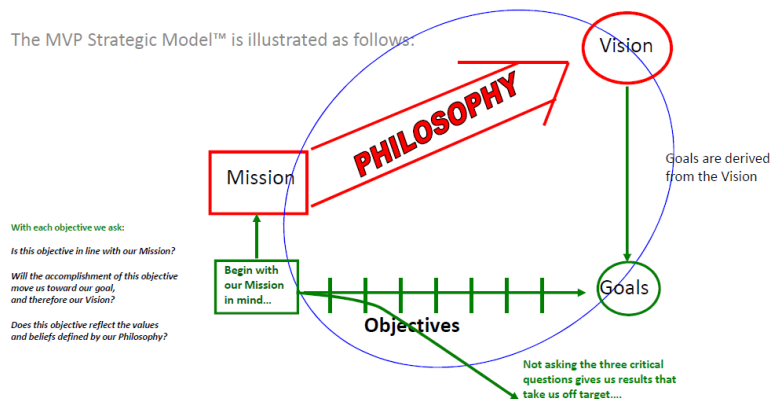 The MVP Strategic Model™ is illustrated as follows:
Vision
PHILOSOPHY
Mission
Goals are derived
from the Vision
With each objective we ask:
Is this objective in line with our Mission?
Will the accomplishment of this objective
move us toward our goal,
and therefore our Vision?
Does this objective reflect the values
and beliefs defined by our Philosophy?
Begin with
our Mission
in mind...
Goals
Objectives
Not asking the three critical
questions gives us results that
take us off target....